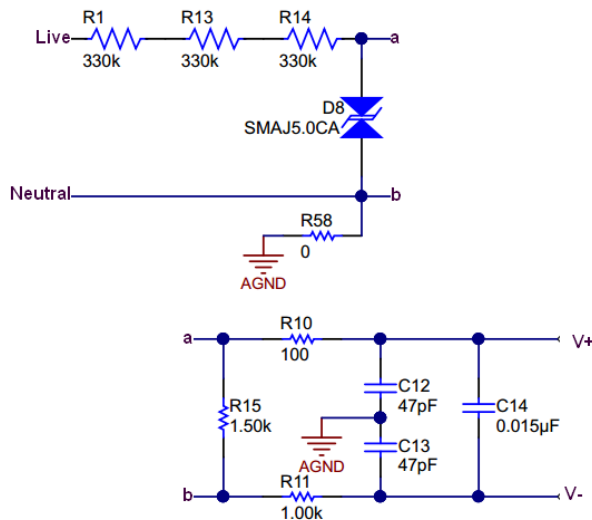 R1 R13 R14
Live a
330k 330k 330k
D8
SMAJ5.0CA
Neutral b
R58
0
AGND
a R10 V+
100
C12
47pF
R15 C14
1.50k 0.015µF
AGND
C13
47pF
b R11 V-
1.00k